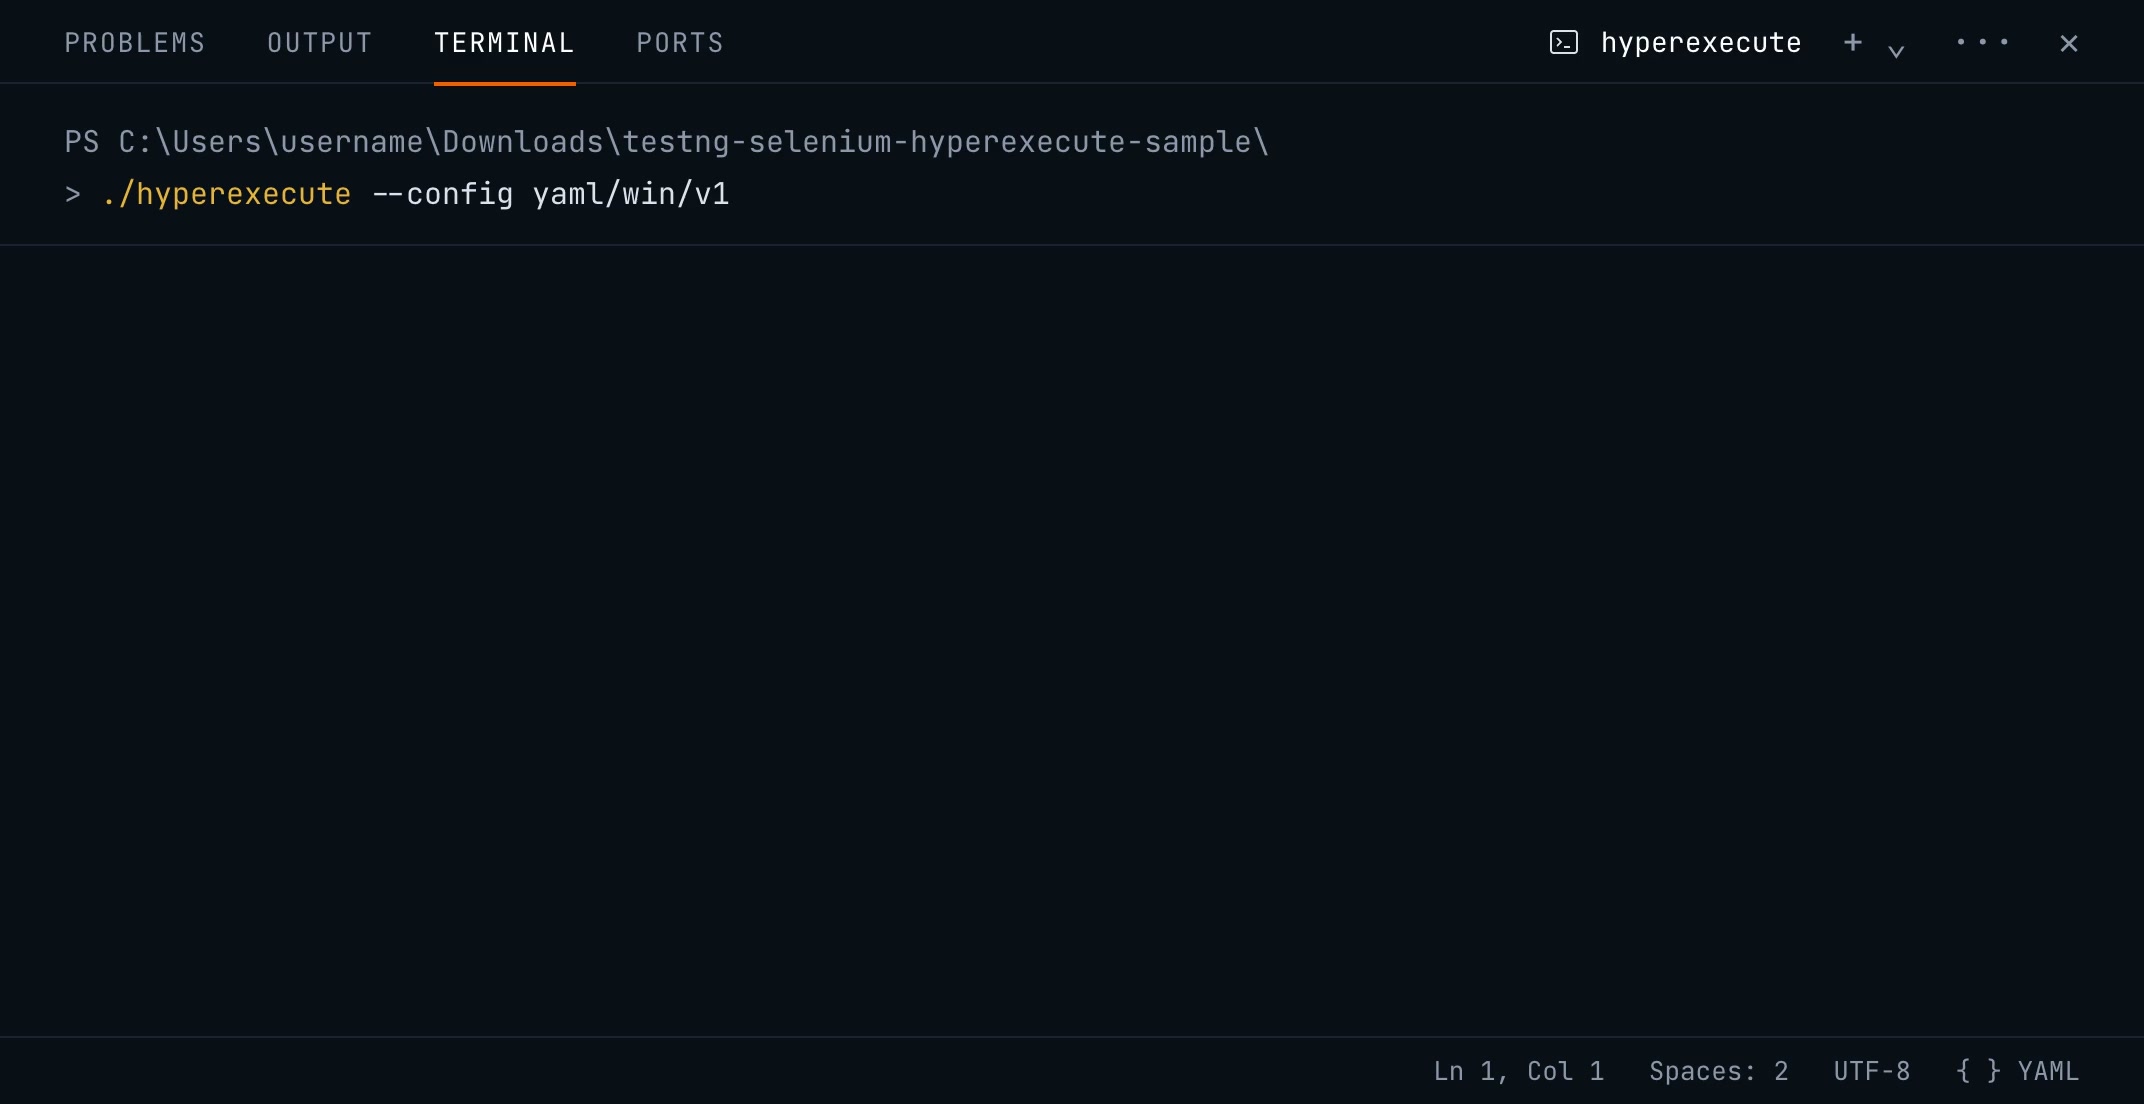 PROBLEMS OUTPUT TERMINAL PORTS hyperexecute
PS C:\Users\username\Downloads\testng-selenium-hyperexecute-sample\
> ./hyperexecute --config yaml/win/v1
Ln 1, Col 1 Spaces: 2 UTF-8 { } YAML